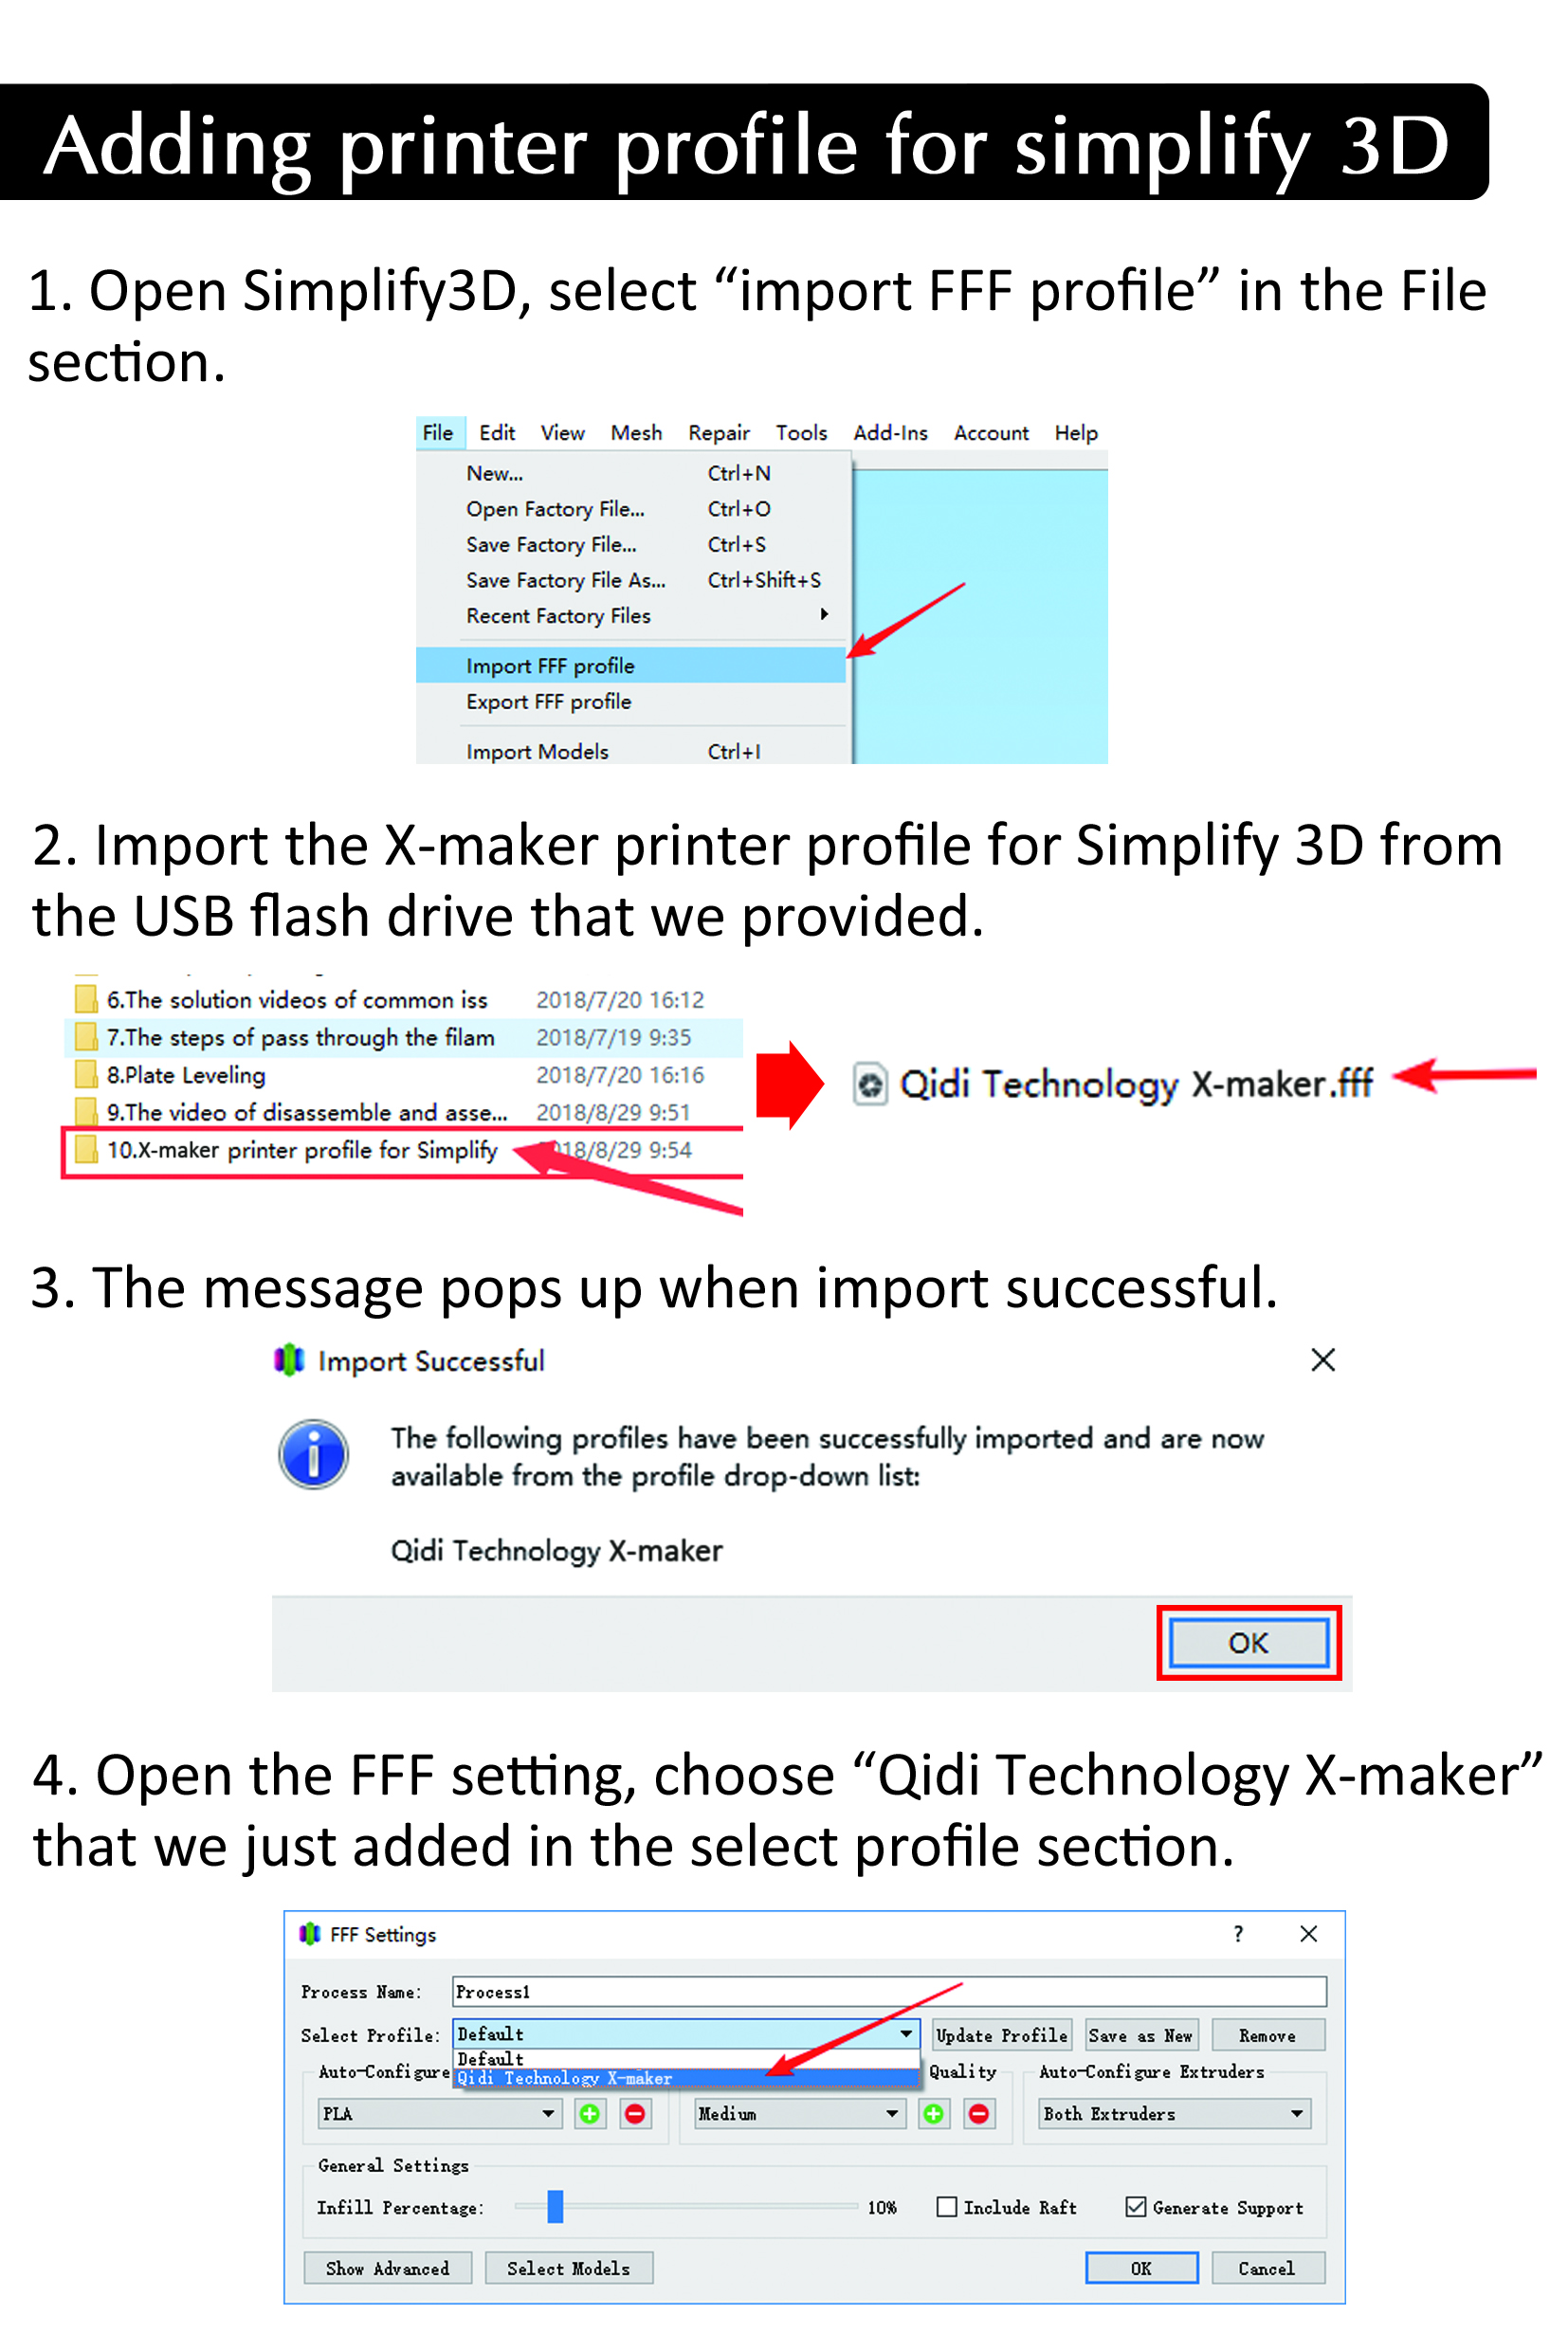 Adding printer profile for simplify 3D
1. Open Simplify3D, select “import FFF profile” in the File
section.
File Edit View Mesh Repair Tools Add-Ins Account Help
New... Ctrl+N
Open Factory File... Ctrl+O
Save Factory File... Ctrl+S
Save Factory File As... Ctrl+Shift+S
Recent Factory Files
Import FFF profile
Export FFF profile
Import Models Ctrl+I
2. Import the X-maker printer profile for Simplify 3D from
the USB flash drive that we provided.
6.The solution videos of common iss 2018/7/20 16:12
7.The steps of pass through the filam 2018/7/19 9:35
8.Plate Leveling 2018/7/20 16:16
9.The video of disassemble and asse... 2018/8/29 9:51
10.X-maker printer profile for Simplify 018/8/29 9:54
Qidi Technology X-maker.fff
3. The message pops up when import successful.
Import Successful
The following profiles have been successfully imported and are now
available from the profile drop-down list:
Qidi Technology X-maker
OK
4. Open the FFF setting, choose “Qidi Technology X-maker”
that we just added in the select profile section.
FFF Settings ?
Process Name: Process1
Select Profile: Default Update Profile Save as New Remove
Default
Qidi Technology X-maker
Auto-Configure Quality Auto-Configure Extruders
PLA Medium Both Extruders
General Settings
Infill Percentage: 10% Include Raft Generate Support
Show Advanced Select Models OK Cancel